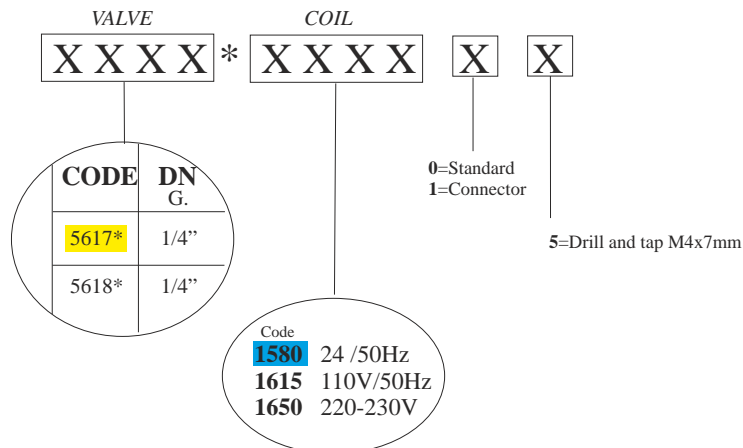 VALVE COIL
X X X X * X X X X X X
CODE DN
G.
5617* 1/4”
5618* 1/4”
0=Standard
1=Connector
5=Drill and tap M4x7mm
Code
1580 24 /50Hz
1615 110V/50Hz
1650 220-230V